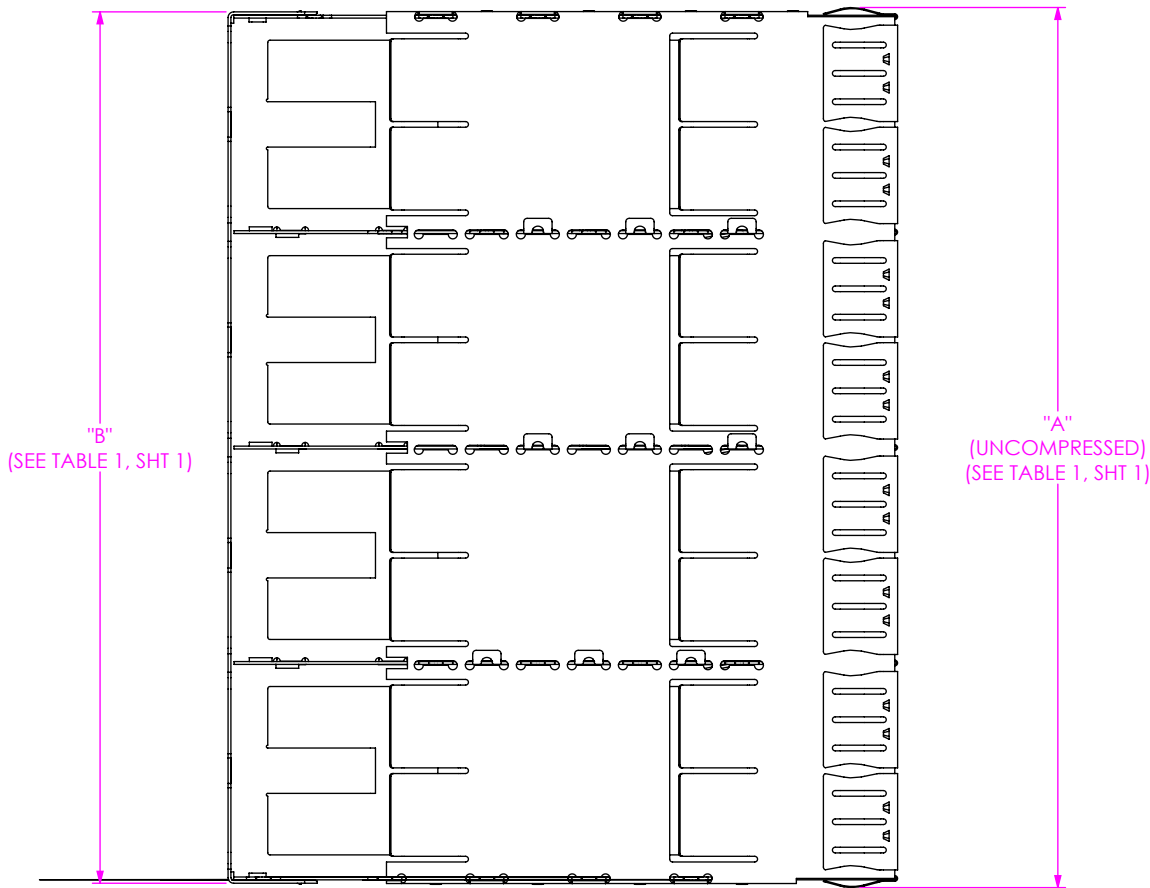 "B"
(SEE TABLE 1, SHT 1)
"A"
(UNCOMPRESSED)
(SEE TABLE 1, SHT 1)